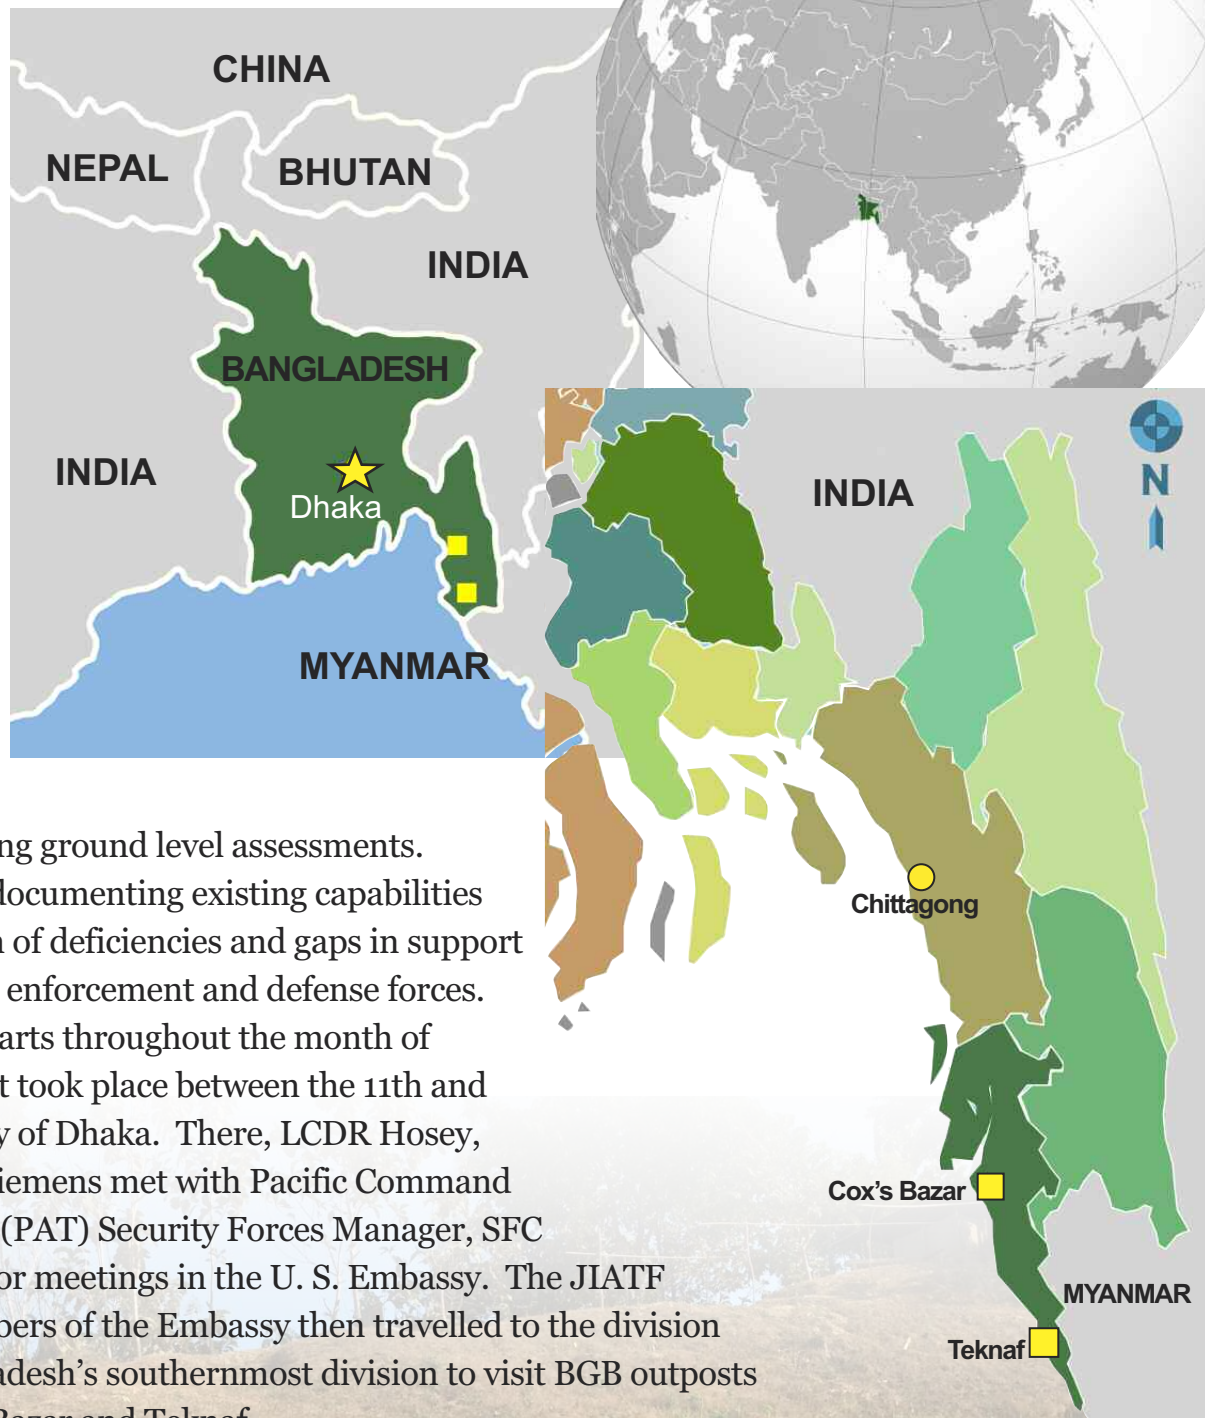 CHINA
NEPAL
BHUTAN
INDIA
BANGLADESH
INDIA
Dhaka
MYANMAR
INDIA
N
Chittagong
Cox's Bazar
MYANMAR
Teknaf
ng ground level assessments.
documenting existing capabilities
of deficiencies and gaps in support
enforcement and defense forces.
arts throughout the month of
t took place between the 11th and
y of Dhaka. There, LCDR Hosey,
iemens met with Pacific Command
(PAT) Security Forces Manager, SFC
or meetings in the U. S. Embassy. The JIATF
bers of the Embassy then travelled to the division
adesh's southernmost division to visit BGB outposts
Bazar and Teknaf